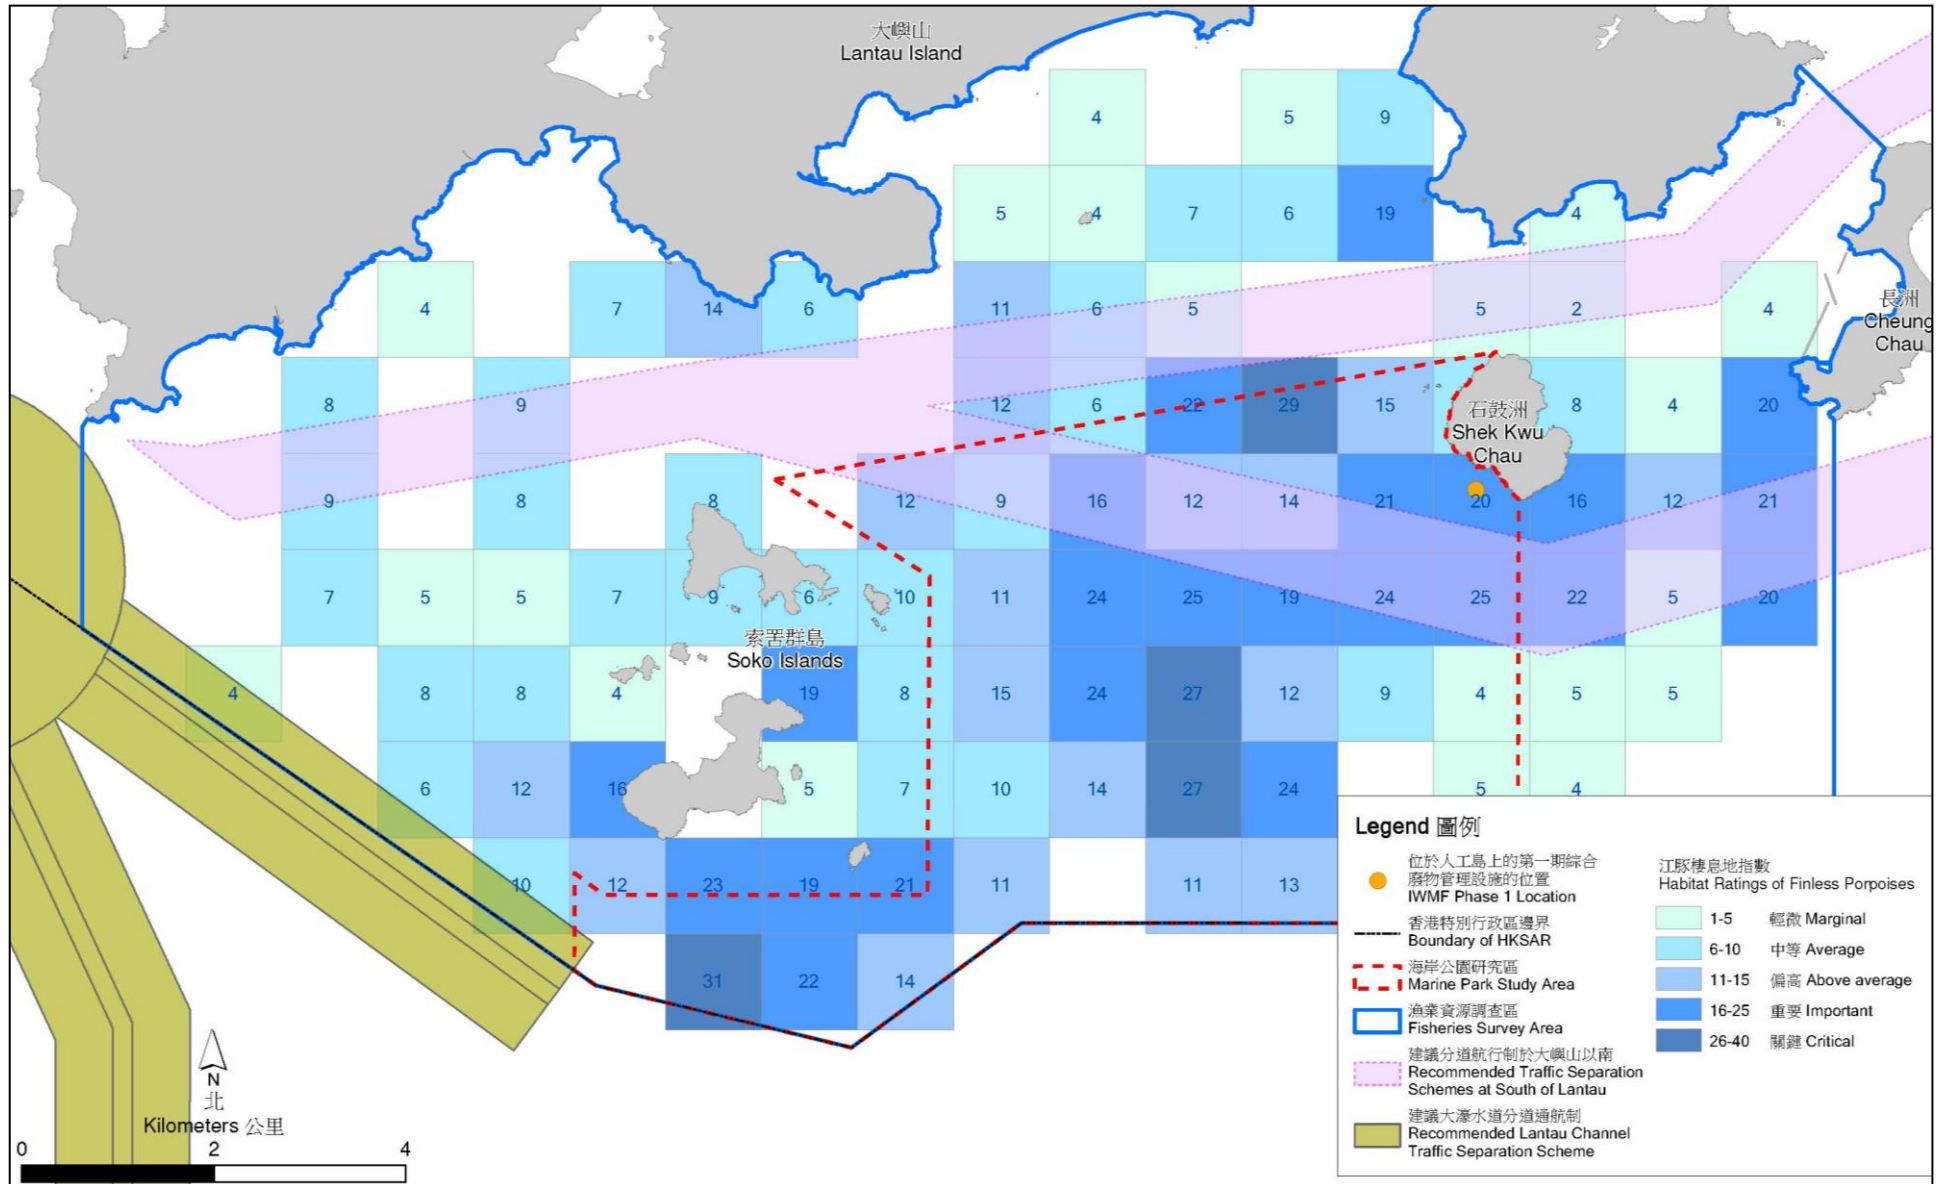 大嶼山
Lantau Island
4 5 9
5 4 7 6 19 4
4 7 14 6 11 6 5 5 2 4
長洲
Cheung
Chau
8 9 12 6 22 29 15 8 4 20
石鼓洲
Shek Kwu
Chau
9 8 8 12 9 16 12 14 21 20 16 12 21
7 5 5 7 9 6 10 11 24 25 19 24 25 22 5 20
索罟群島
Soko Islands
4 8 8 4 19 8 15 24 27 12 9 4 5 5
6 12 16 5 7 10 14 27 24 5 4
10 12 23 19 21 11 11 13
31 22 14
N
北
Kilometers 公里
0 2 4
Legend 圖例
位於人工島上的第一期綜合
廢物管理設施的位置
IWMF Phase 1 Location
香港特別行政區邊界
Boundary of HKSAR
海岸公園研究區
Marine Park Study Area
漁業資源調查區
Fisheries Survey Area
建議分道航行制於大嶼山以南
Recommended Traffic Separation
Schemes at South of Lantau
建議大濠水道分道通航制
Recommended Lantau Channel
Traffic Separation Scheme
江豚棲息地指數
Habitat Ratings of Finless Porpoises
1-5 輕微 Marginal
6-10 中等 Average
11-15 偏高 Above average
16-25 重要 Important
26-40 關鍵 Critical